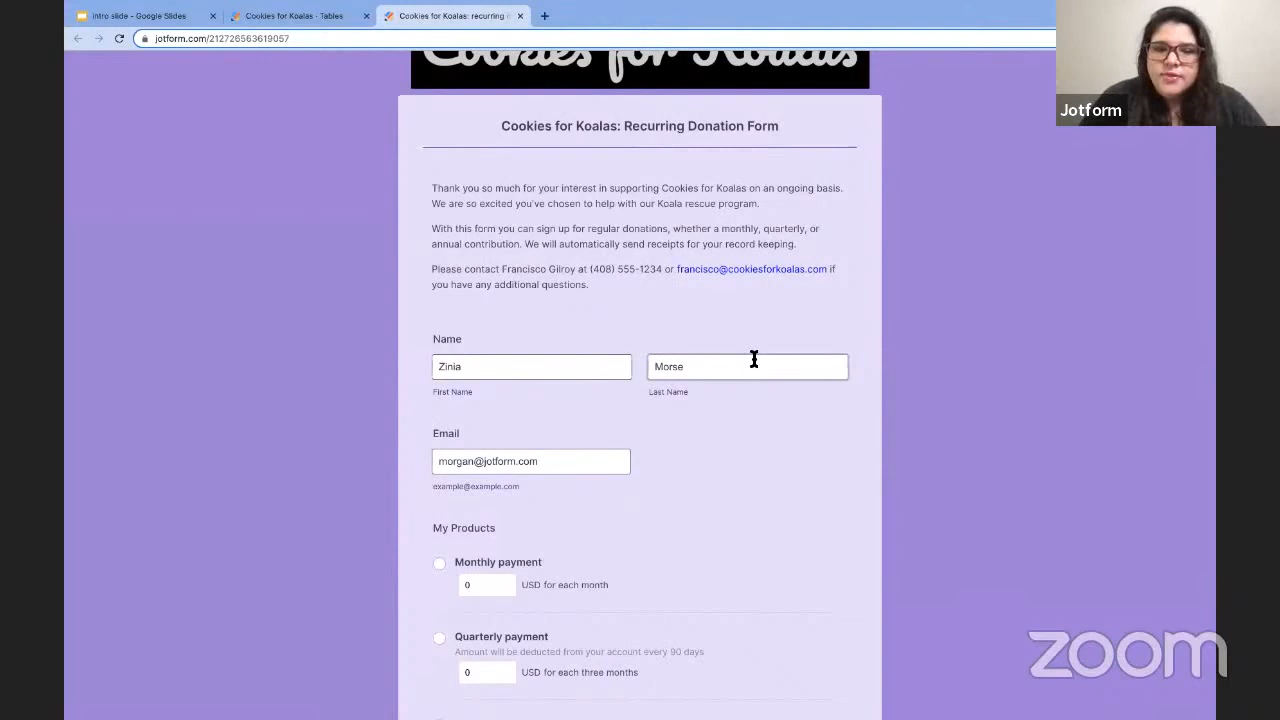 intro slide - Google Slides
Cookies for Koalas - Tables
Cookies for Koalas: recurring
jotform.com/212726563619057
Cookies for Koalas
Jotform
Cookies for Koalas: Recurring Donation Form
Thank you so much for your interest in supporting Cookies for Koalas on an ongoing basis.
We are so excited you've chosen to help with our Koala rescue program.
With this form you can sign up for regular donations, whether a monthly, quarterly, or
annual contribution. We will automatically send receipts for your record keeping.
Please contact Francisco Gilroy at (408) 555-1234 or francisco@cookiesforkoalas.com if
you have any additional questions.
Name
Zinia
Morse
First Name
Last Name
Email
morgan@jotform.com
example@example.com
My Products
Monthly payment
0 USD for each month
Quarterly payment
Amount will be deducted from your account every 90 days
0 USD for each three months
zoom